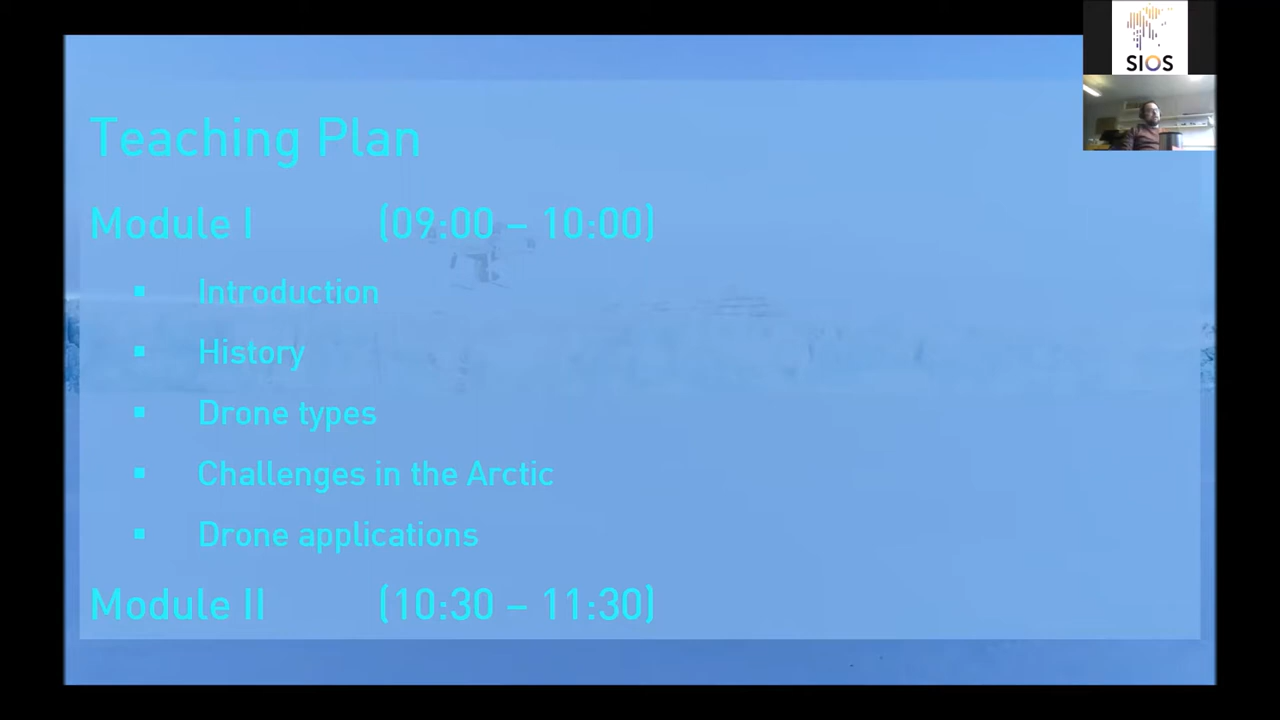 SIOS
Teaching Plan
Module I (09:00 – 10:00)
▪ Introduction
▪ History
▪ Drone types
▪ Challenges in the Arctic
▪ Drone applications
Module II (10:30 – 11:30)